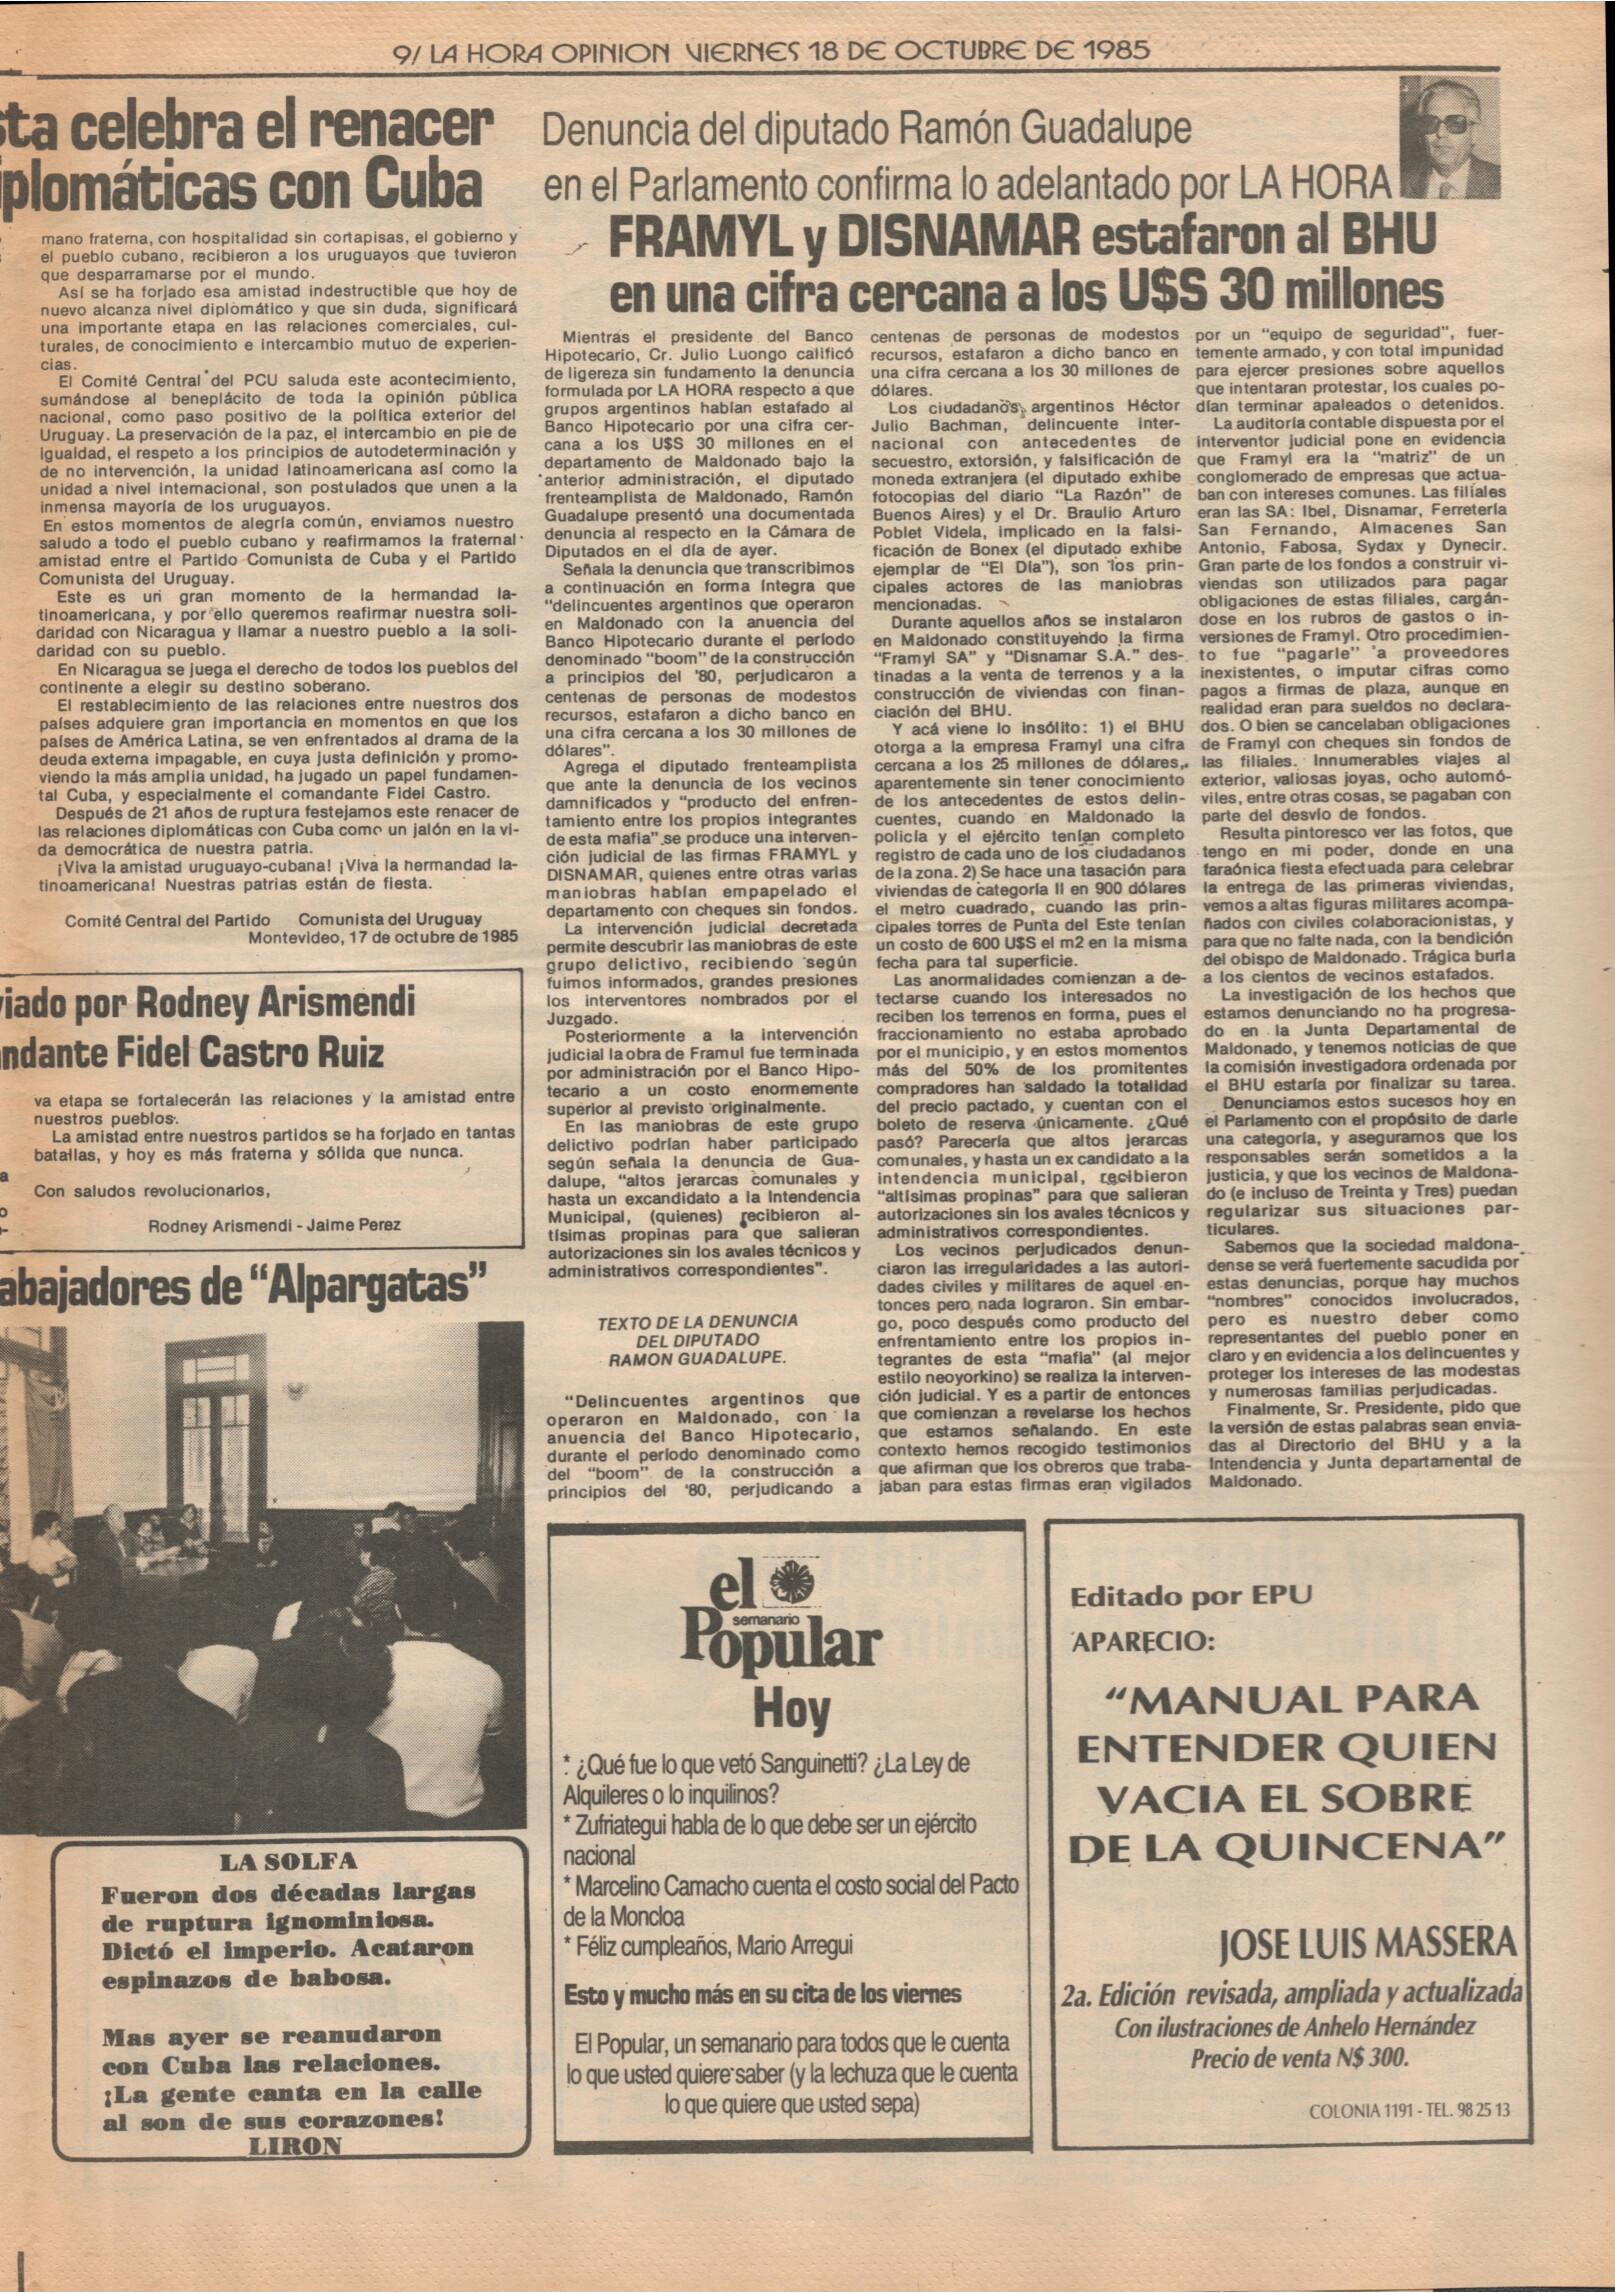 9/ LA HORA OPINION VIERNES 18 DE OCTUBRE DE 1985
sta celebra el renacer
iplomáticas con Cuba
mano fraterna, con hospitalidad sin cortapisas, el gobierno y
el pueblo cubano, recibieron a los uruguayos que tuvieron
que desparramarse por el mundo.
Así se ha forjado esa amistad indestructible que hoy de
nuevo alcanza nivel diplomático y que sin duda, significará
una importante etapa en las relaciones comerciales, cul-
turales, de conocimiento e intercambio mutuo de experien-
cias.
El Comité Central del PCU saluda este acontecimiento,
sumándose al beneplácito de toda la opinión pública
nacional, como paso positivo de la política exterior del
Uruguay. La preservación de la paz, el intercambio en pie de
igualdad, el respeto a los principios de autodeterminación y
de no intervención, la unidad latinoamericana así como la
unidad a nivel internacional, son postulados que unen a la
inmensa mayoría de los uruguayos.
En estos momentos de alegría común, enviamos nuestro
saludo a todo el pueblo cubano y reafirmamos la fraternal
amistad entre el Partido Comunista de Cuba y el Partido
Comunista del Uruguay.
Este es un gran momento de la hermandad la-
tinoamericana, y por ello queremos reafirmar nuestra soli-
daridad con Nicaragua y llamar a nuestro pueblo a la soli-
daridad con su pueblo.
En Nicaragua se juega el derecho de todos los pueblos del
continente a elegir su destino soberano.
El restablecimiento de las relaciones entre nuestros dos
países adquiere gran importancia en momentos en que los
países de América Latina, se ven enfrentados al drama de la
deuda externa impagable, en cuya justa definición y promo-
viendo la más amplia unidad, ha jugado un papel fundamen-
tal Cuba, y especialmente el comandante Fidel Castro.
Después de 21 años de ruptura festejamos este renacer de
las relaciones diplomáticas con Cuba como un jalón en la vi-
da democrática de nuestra patria.
¡Viva la amistad uruguayo-cubana! ¡Viva la hermandad la-
tinoamericana! Nuestras patrias están de fiesta.
Comité Central del Partido Comunista del Uruguay
Montevideo, 17 de octubre de 1985
viado por Rodney Arismendi
ndante Fidel Castro Ruiz
va etapa se fortalecerán las relaciones y la amistad entre
nuestros pueblos.
La amistad entre nuestros partidos se ha forjado en tantas
batallas, y hoy es más fraterna y sólida que nunca.
Con saludos revolucionarios,
Rodney Arismendi - Jaime Perez
abajadores de "Alpargatas"
LA SOLFA
Fueron dos décadas largas
de ruptura ignominiosa.
Dictó el imperio. Acataron
espinazos de babosa.
Mas ayer se reanudaron
con Cuba las relaciones.
¡La gente canta en la calle
al son de sus corazones!
LIRON
Denuncia del diputado Ramón Guadalupe
en el Parlamento confirma lo adelantado por LA HORA
FRAMYL y DISNAMAR estafaron al BHU
en una cifra cercana a los U$S 30 millones
Mientras el presidente del Banco
Hipotecario, Cr. Julio Luongo calificó
de ligereza sin fundamento la denuncia
formulada por LA HORA respecto a que
grupos argentinos habían estafado al
Banco Hipotecario por una cifra cer-
cana a los U$S 30 millones en el
departamento de Maldonado bajo la
anterior administración, el diputado
frenteamplista de Maldonado, Ramón
Guadalupe presentó una documentada
denuncia al respecto en la Cámara de
Diputados en el día de ayer.
Señala la denuncia que transcribimos
a continuación en forma íntegra que
"delincuentes argentinos que operaron
en Maldonado con la anuencia del
Banco Hipotecario durante el período
denominado "boom" de la construcción
a principios del '80, perjudicaron a
centenas de personas de modestos
recursos, estafaron a dicho banco en
una cifra cercana a los 30 millones de
dólares".
Agrega el diputado frenteamplista
que ante la denuncia de los vecinos
damnificados y "producto del enfren-
tamiento entre los propios integrantes
de esta mafia" se produce una interven-
ción judicial de las firmas FRAMYL y
DISNAMAR, quienes entre otras varias
maniobras habían empapelado el
departamento con cheques sin fondos.
La intervención judicial decretada
permite descubrir las maniobras de este
grupo delictivo, recibiendo según
fuimos informados, grandes presiones
los interventores nombrados por el
Juzgado.
Posteriormente a la intervención
judicial la obra de Framul fue terminada
por administración por el Banco Hipo-
tecario a un costo enormemente
superior al previsto originalmente.
En las maniobras de este grupo
delictivo podrían haber participado
según señala la denuncia de Gua-
dalupe, "altos jerarcas comunales y
hasta un excandidato a la Intendencia
Municipal, (quienes) recibieron al-
tísimas propinas para que salieran
autorizaciones sin los avales técnicos y
administrativos correspondientes".
TEXTO DE LA DENUNCIA
DEL DIPUTADO
RAMON GUADALUPE.
"Delincuentes argentinos que
operaron en Maldonado, con la
anuencia del Banco Hipotecario,
durante el período denominado como
del "boom" de la construcción a
principios del '80, perjudicando a
centenas de personas de modestos
recursos, estafaron a dicho banco en
una cifra cercana a los 30 millones de
dólares.
Los ciudadanos argentinos Héctor
Julio Bachman, delincuente inter-
nacional con antecedentes de
secuestro, extorsión, y falsificación de
moneda extranjera (el diputado exhibe
fotocopias del diario "La Razón" de
Buenos Aires) y el Dr. Braulio Arturo
Poblet Videla, implicado en la falsi-
ficación de Bonex (el diputado exhibe
ejemplar de "El Día"), son los prin-
cipales actores de las maniobras
mencionadas.
Durante aquellos años se instalaron
en Maldonado constituyendo la firma
"Framyl SA" y "Disnamar S.A." des-
tinadas a la venta de terrenos y a la
construcción de viviendas con finan-
ciación del BHU.
Y acá viene lo insólito: 1) el BHU
otorga a la empresa Framyl una cifra
cercana a los 25 millones de dólares,
aparentemente sin tener conocimiento
de los antecedentes de estos delin-
cuentes, cuando en Maldonado la
policía y el ejército tenían completo
registro de cada uno de los ciudadanos
de la zona. 2) Se hace una tasación para
viviendas de categoría II en 900 dólares
el metro cuadrado, cuando las prin-
cipales torres de Punta del Este tenían
un costo de 600 U$S el m2 en la misma
fecha para tal superficie.
Las anormalidades comienzan a de-
tectarse cuando los interesados no
reciben los terrenos en forma, pues el
fraccionamiento no estaba aprobado
por el municipio, y en estos momentos
más del 50% de los promitentes
compradores han saldado la totalidad
del precio pactado, y cuentan con el
boleto de reserva únicamente. ¿Qué
pasó? Parecería que altos jerarcas
comunales, y hasta un ex candidato a la
intendencia municipal, recibieron
"altísimas propinas" para que salieran
autorizaciones sin los avales técnicos y
administrativos correspondientes.
Los vecinos perjudicados denun-
ciaron las irregularidades a las autori-
dades civiles y militares de aquel en-
tonces pero nada lograron. Sin embar-
go, poco después como producto del
enfrentamiento entre los propios in-
tegrantes de esta "mafia" (al mejor
estilo neoyorkino) se realiza la interven-
ción judicial. Y es a partir de entonces
que comienzan a revelarse los hechos
que estamos señalando. En este
contexto hemos recogido testimonios
que afirman que los obreros que traba-
jaban para estas firmas eran vigilados
por un "equipo de seguridad", fuer-
temente armado, y con total impunidad
para ejercer presiones sobre aquellos
que intentaran protestar, los cuales po-
dían terminar apaleados o detenidos.
La auditoría contable dispuesta por el
interventor judicial pone en evidencia
que Framyl era la "matriz" de un
conglomerado de empresas que actua-
ban con intereses comunes. Las filiales
eran las SA: Ibel, Disnamar, Ferretería
San Fernando, Almacenes San
Antonio, Fabosa, Sydax y Dynecir.
Gran parte de los fondos a construir vi-
viendas son utilizados para pagar
obligaciones de estas filiales, cargán-
dose en los rubros de gastos o in-
versiones de Framyl. Otro procedimien-
to fue "pagarle" a proveedores
inexistentes, o imputar cifras como
pagos a firmas de plaza, aunque en
realidad eran para sueldos no declara-
dos. O bien se cancelaban obligaciones
de Framyl con cheques sin fondos de
las filiales. Innumerables viajes al
exterior, valiosas joyas, ocho automó-
viles, entre otras cosas, se pagaban con
parte del desvío de fondos.
Resulta pintoresco ver las fotos, que
tengo en mi poder, donde en una
faraónica fiesta efectuada para celebrar
la entrega de las primeras viviendas,
vemos a altas figuras militares acompa-
ñados con civiles colaboracionistas, y
para que no falte nada, con la bendición
del obispo de Maldonado. Trágica burla
a los cientos de vecinos estafados.
La investigación de los hechos que
estamos denunciando no ha progresa-
do en la Junta Departamental de
Maldonado, y tenemos noticias de que
la comisión investigadora ordenada por
el BHU estaría por finalizar su tarea.
Denunciamos estos sucesos hoy en
el Parlamento con el propósito de darle
una categoría, y aseguramos que los
responsables serán sometidos a la
justicia, y que los vecinos de Maldona-
do (e incluso de Treinta y Tres) puedan
regularizar sus situaciones par-
ticulares.
Sabemos que la sociedad maldona-
dense se verá fuertemente sacudida por
estas denuncias, porque hay muchos
"nombres" conocidos involucrados,
pero es nuestro deber como
representantes del pueblo poner en
claro y en evidencia a los delincuentes y
proteger los intereses de las modestas
y numerosas familias perjudicadas.
Finalmente, Sr. Presidente, pido que
la versión de estas palabras sean envia-
das al Directorio del BHU y a la
Intendencia y Junta departamental de
Maldonado.
el
semanario
Popular
Hoy
* ¿Qué fue lo que vetó Sanguinetti? ¿La Ley de
Alquileres o lo inquilinos?
* Zufriategui habla de lo que debe ser un ejército
nacional
* Marcelino Camacho cuenta el costo social del Pacto
de la Moncloa
* Féliz cumpleaños, Mario Arregui
Esto y mucho más en su cita de los viernes
El Popular, un semanario para todos que le cuenta
lo que usted quiere saber (y la lechuza que le cuenta
lo que quiere que usted sepa)
Editado por EPU
APARECIO:
"MANUAL PARA
ENTENDER QUIEN
VACIA EL SOBRE
DE LA QUINCENA"
JOSE LUIS MASSERA
2a. Edición revisada, ampliada y actualizada
Con ilustraciones de Anhelo Hernández
Precio de venta N$ 300.
COLONIA 1191 - TEL. 98 25 13